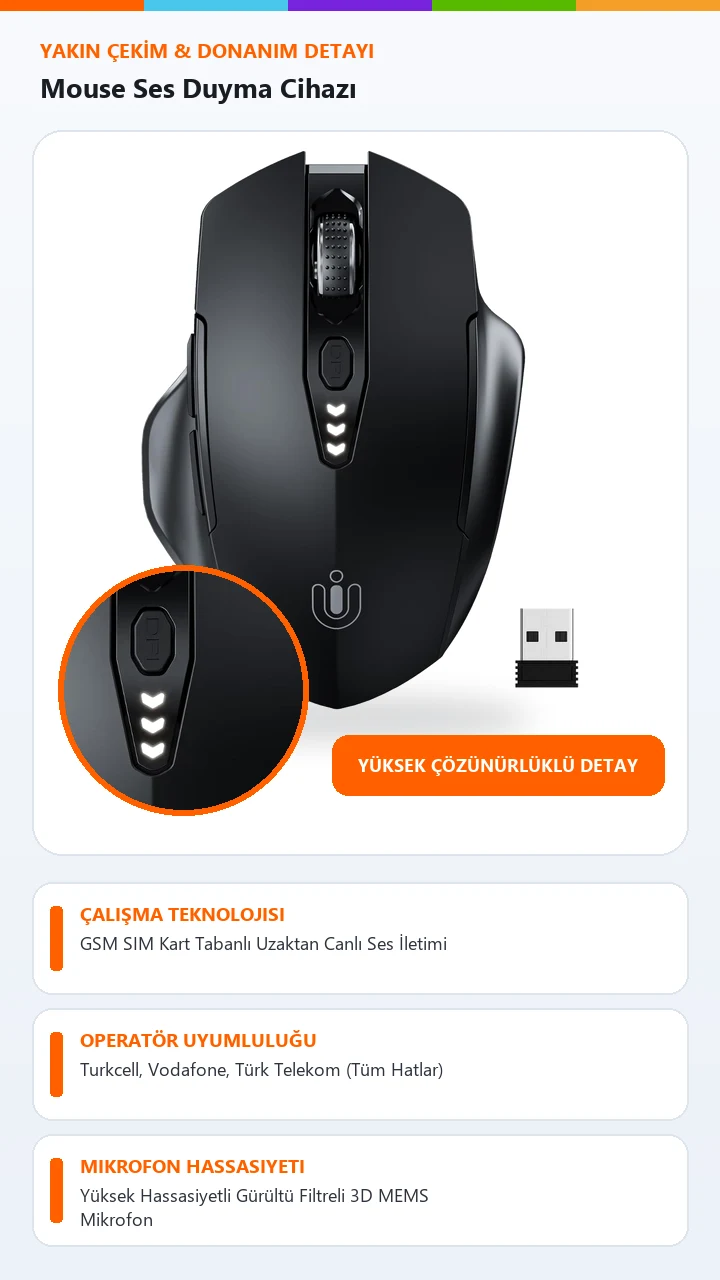 YAKIN ÇEKİM & DONANIM DETAYI
Mouse Ses Duyma Cihazı
DPI
DPI
YÜKSEK ÇÖZÜNÜRLÜKLÜ DETAY
ÇALIŞMA TEKNOLOJISI
GSM SIM Kart Tabanlı Uzaktan Canlı Ses İletimi
OPERATÖR UYUMLULUĞU
Turkcell, Vodafone, Türk Telekom (Tüm Hatlar)
MIKROFON HASSASIYETI
Yüksek Hassasiyetli Gürültü Filtreli 3D MEMS
Mikrofon